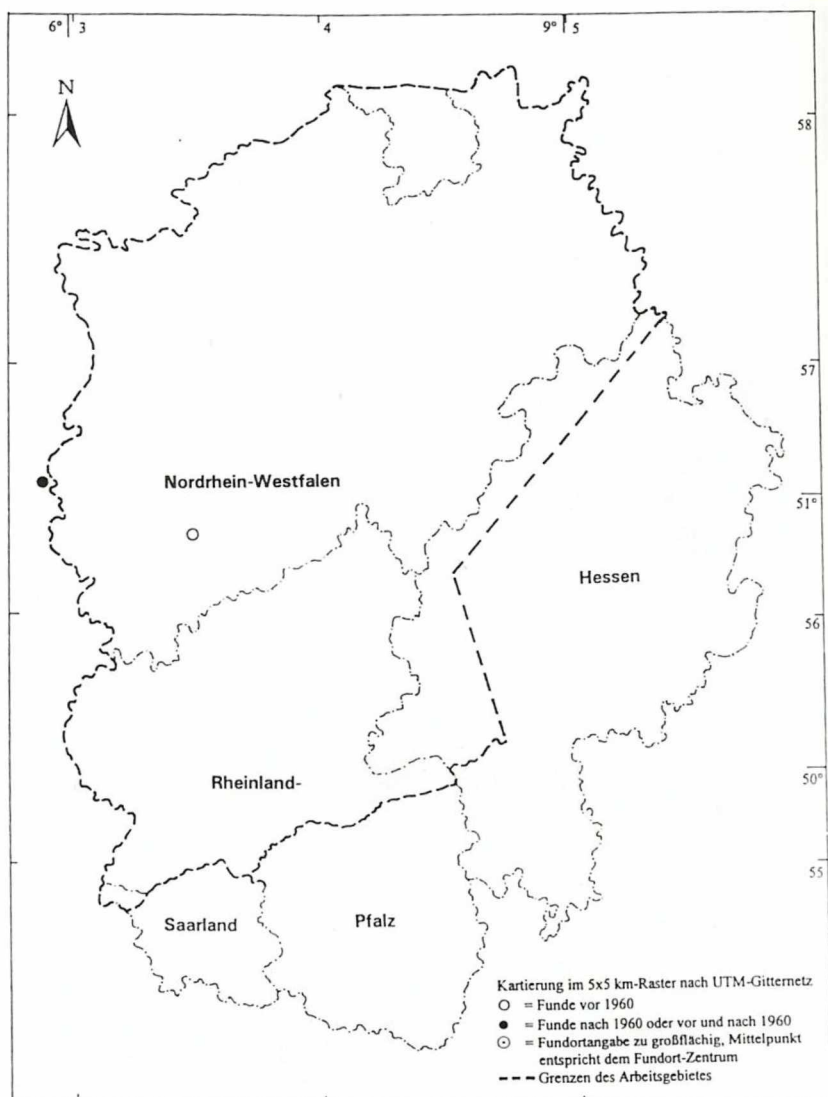 6° 3 4 9° 5
N
58
57
Nordrhein-Westfalen
51°
Hessen
56
Rheinland-
50°
55
Saarland
Pfalz
Kartierung im 5x5 km-Raster nach UTM-Gitternetz
○ = Funde vor 1960
● = Funde nach 1960 oder vor und nach 1960
⊙ = Fundortangabe zu großflächig, Mittelpunkt
entspricht dem Fundort-Zentrum
--- Grenzen des Arbeitsgebietes